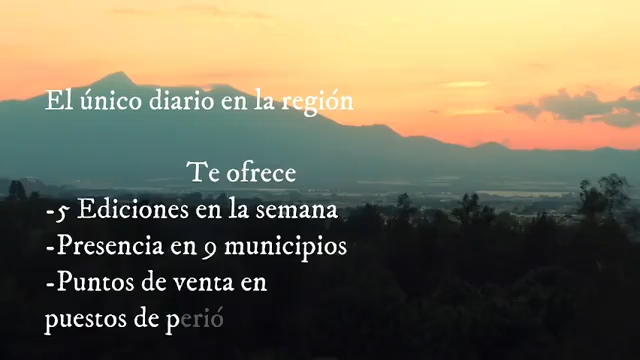 El único diario en la región
Te ofrece
-5 Ediciones en la semana
-Presencia en 9 municipios
-Puntos de venta en
puestos de perió